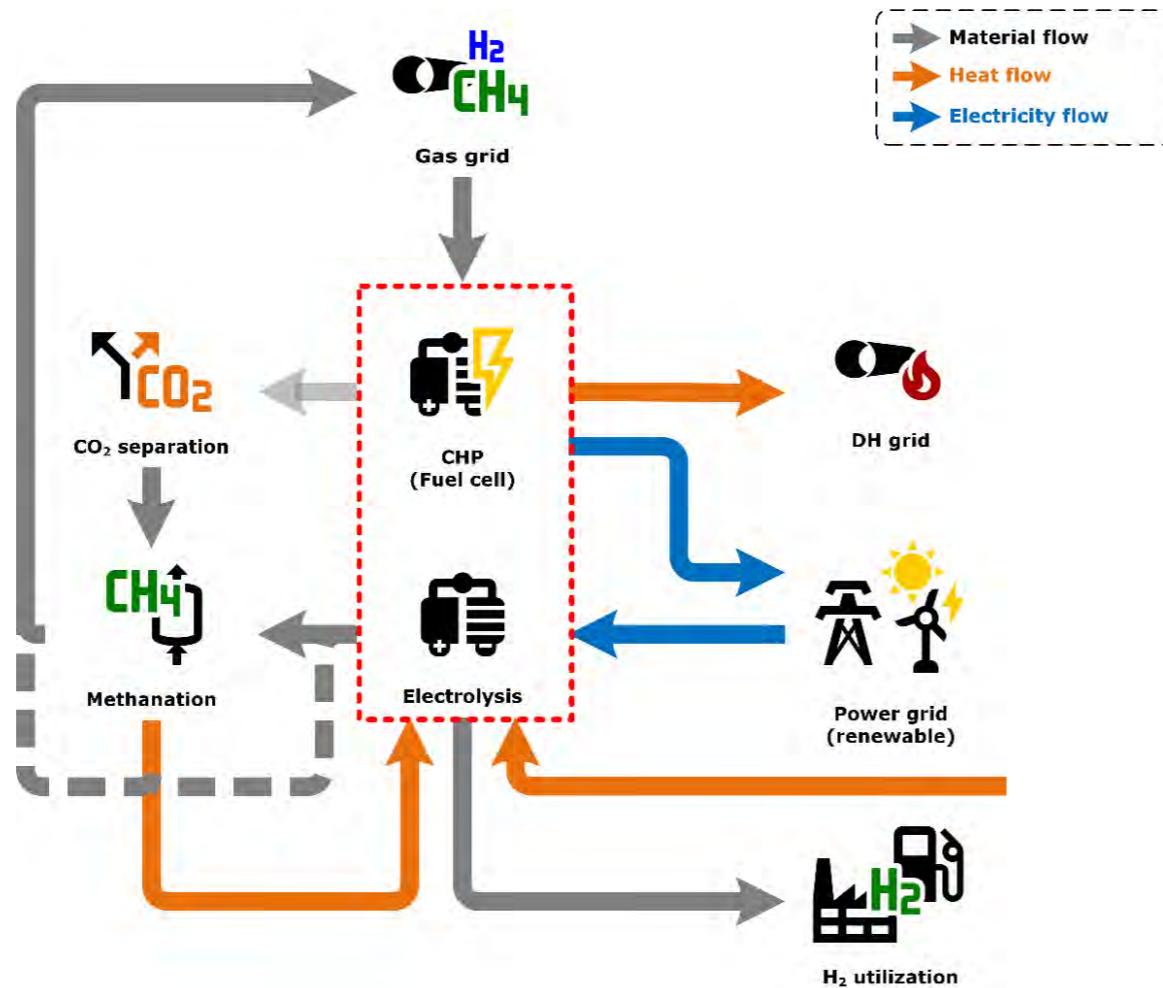 H₂
CH₄
Gas grid
Material flow
Heat flow
Electricity flow
CO₂
CO₂ separation
CHP
(Fuel cell)
DH grid
CH₄
Methanation
Electrolysis
Power grid
(renewable)
H₂
H₂ utilization